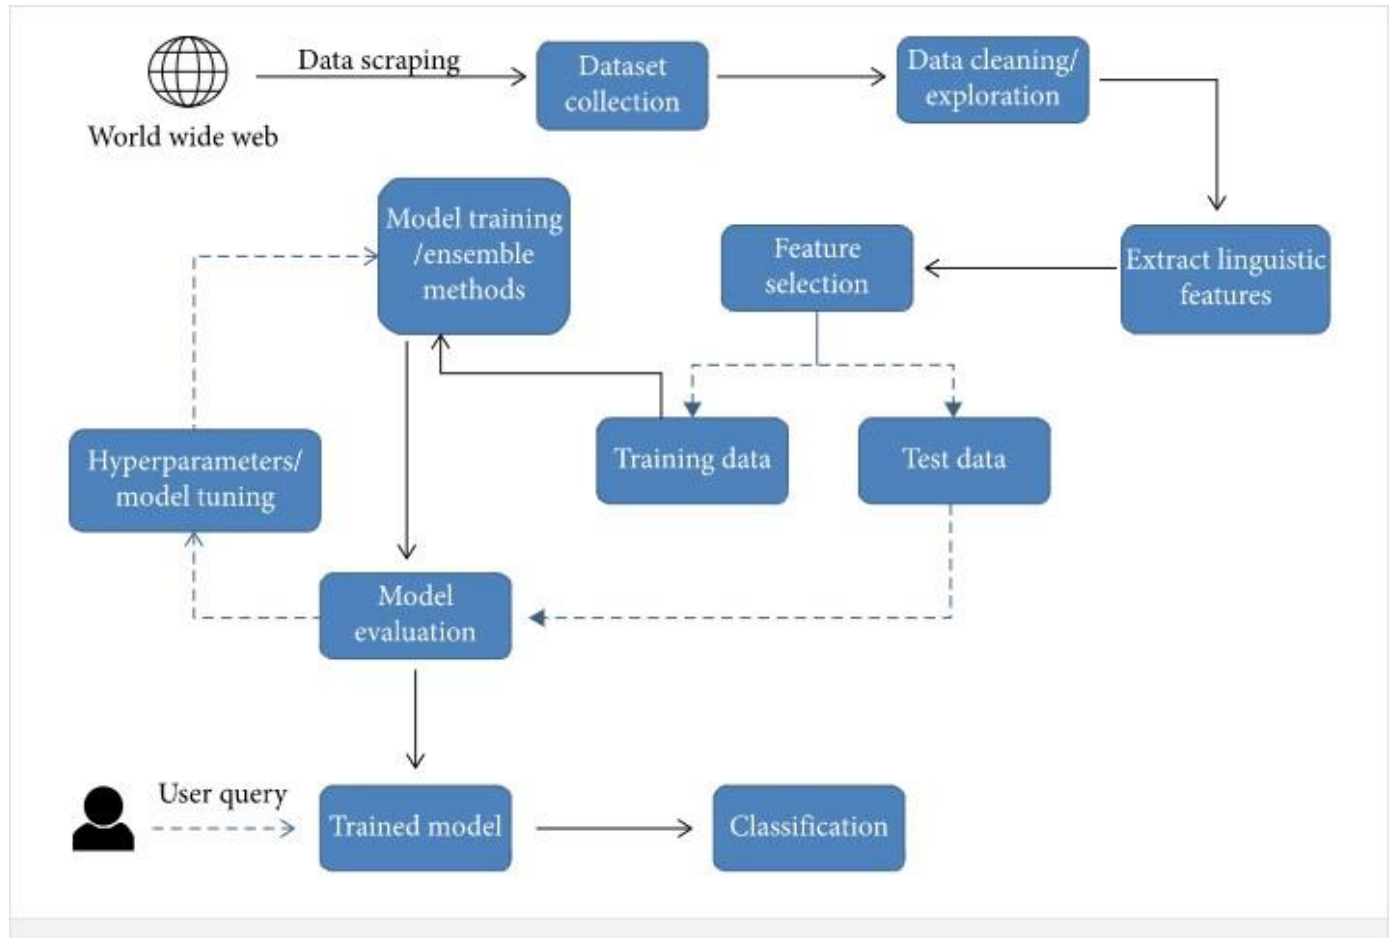 Data scraping
World wide web
Dataset
collection
Data cleaning/
exploration
Extract linguistic
features
Feature
selection
Model training
/ensemble
methods
Training data
Test data
Hyperparameters/
model tuning
Model
evaluation
User query
Trained model
Classification